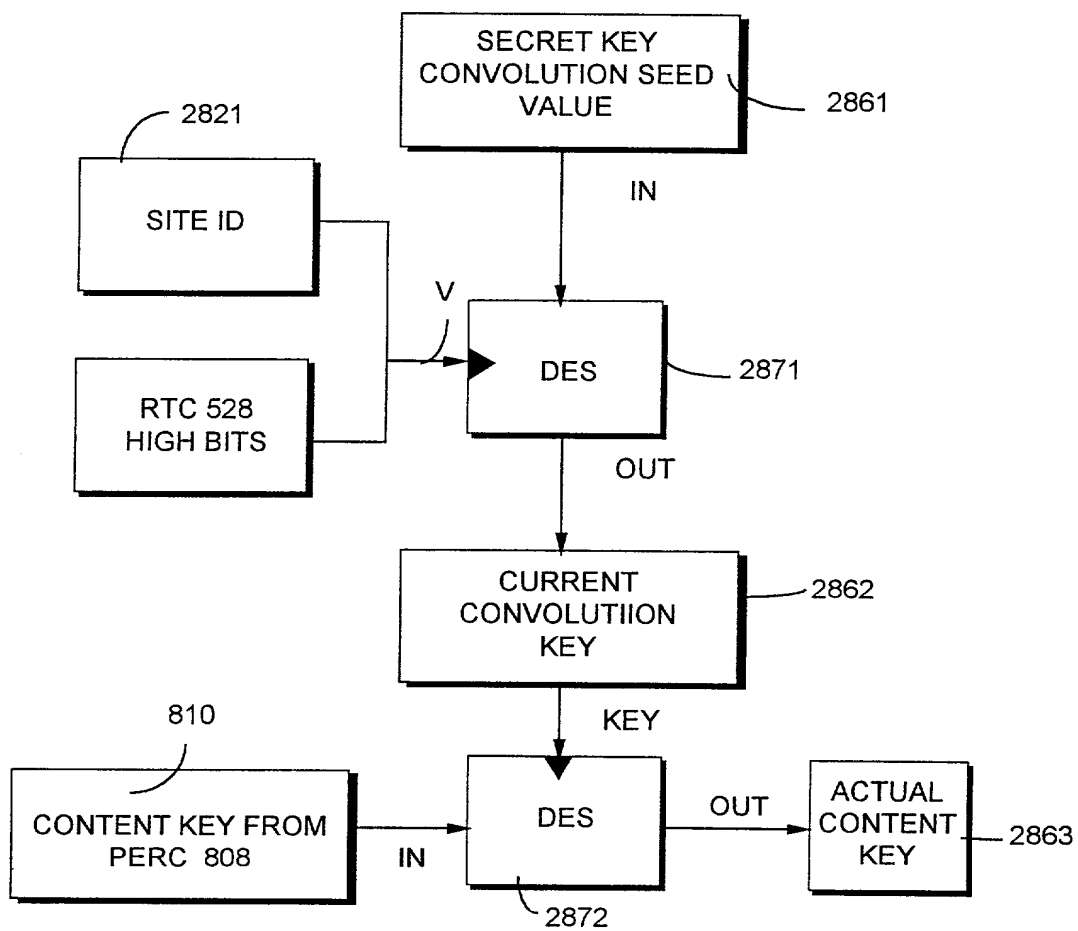 SECRET KEY
CONVOLUTION SEED
VALUE
2861
2821
IN
SITE ID
V
DES
2871
RTC 528
HIGH BITS
OUT
CURRENT
CONVOLUTIION
KEY
2862
KEY
810
CONTENT KEY FROM
PERC 808
IN
DES
OUT
ACTUAL
CONTENT
KEY
2863
2872